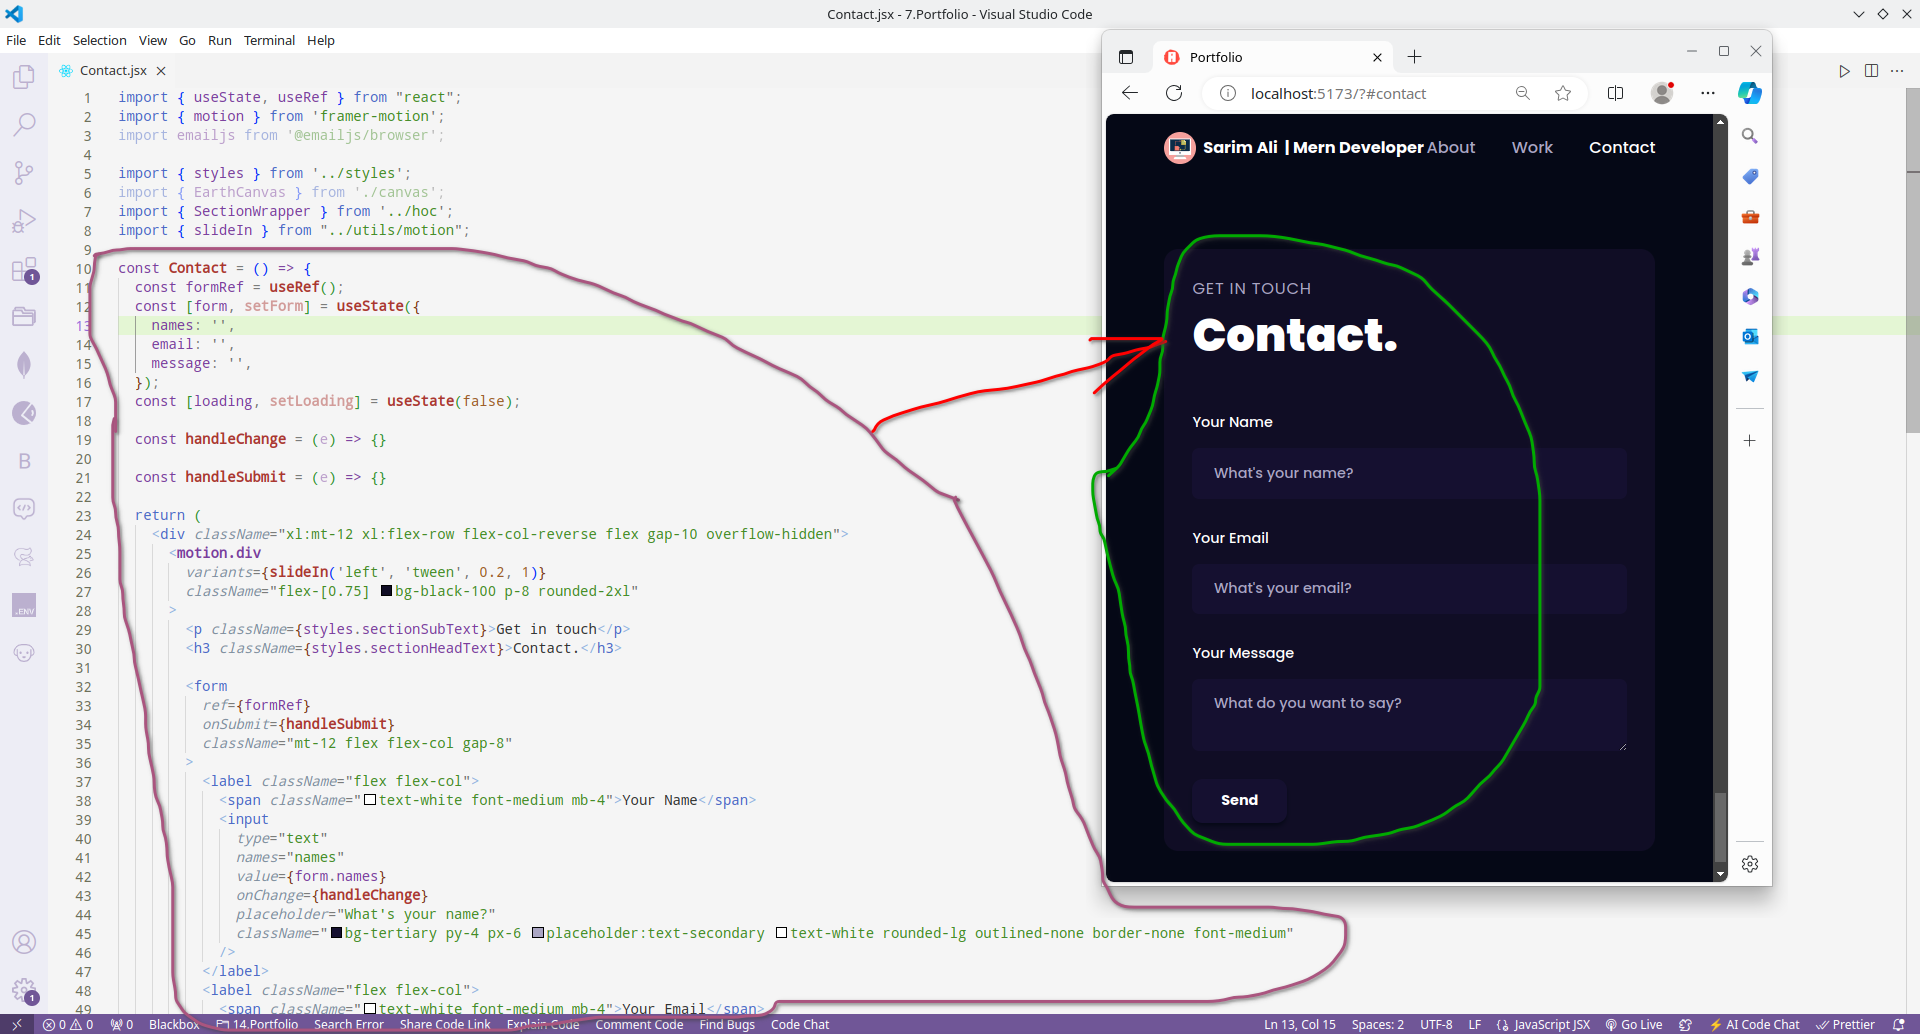 Contact.jsx - 7.Portfolio - Visual Studio Code
File Edit Selection View Go Run Terminal Help
Contact.jsx
1 import { useState, useRef } from "react";
2 import { motion } from 'framer-motion';
3 import emailjs from '@emailjs/browser';
4
5 import { styles } from '../styles';
6 import { EarthCanvas } from './canvas';
7 import { SectionWrapper } from '../hoc';
8 import { slideIn } from "../utils/motion";
9
10 const Contact = () => {
11 const formRef = useRef();
12 const [form, setForm] = useState({
13 names: '',
14 email: '',
15 message: '',
16 });
17 const [loading, setLoading] = useState(false);
18
19 const handleChange = (e) => {}
20
21 const handleSubmit = (e) => {}
22
23 return (
24 <div className="xl:mt-12 xl:flex-row flex-col-reverse flex gap-10 overflow-hidden">
25 <motion.div
26 variants={slideIn('left', 'tween', 0.2, 1)}
27 className="flex-[0.75] bg-black-100 p-8 rounded-2xl"
28 >
29 <p className={styles.sectionSubText}>Get in touch</p>
30 <h3 className={styles.sectionHeadText}>Contact.</h3>
31
32 <form
33 ref={formRef}
34 onSubmit={handleSubmit}
35 className="mt-12 flex flex-col gap-8"
36 >
37 <label className="flex flex-col">
38 <span className="text-white font-medium mb-4">Your Name</span>
39 <input
40 type="text"
41 names="names"
42 value={form.names}
43 onChange={handleChange}
44 placeholder="What's your name?"
45 className="bg-tertiary py-4 px-6 placeholder:text-secondary text-white rounded-lg outlined-none border-none font-medium"
46 />
47 </label>
48 <label className="flex flex-col">
49 <span className="text-white font-medium mb-4">Your Email</span>
1
B
.ENV
1
Portfolio
localhost:5173/?#contact
Sarim Ali | Mern Developer About Work Contact
GET IN TOUCH
Contact.
Your Name
What's your name?
Your Email
What's your email?
Your Message
What do you want to say?
Send
0 0 0 Blackbox 14.Portfolio Search Error Share Code Link Explain Code Comment Code Find Bugs Code Chat Ln 13, Col 15 Spaces: 2 UTF-8 LF JavaScript JSX Go Live AI Code Chat Prettier